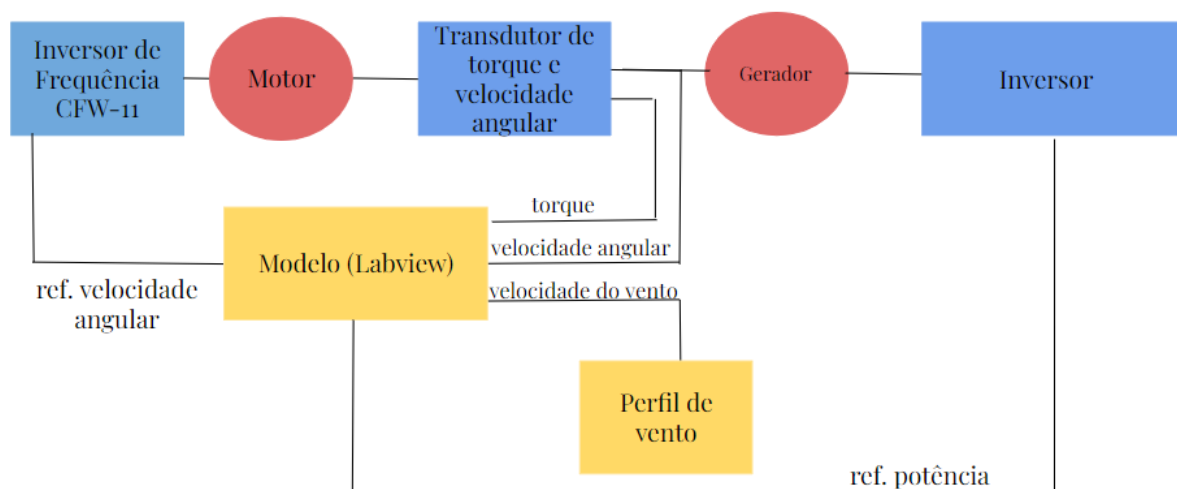 Inversor de
Frequência
CFW-11
Motor
Transdutor de
torque e
velocidade
angular
Gerador
Inversor
torque
Modelo (Labview)
velocidade angular
velocidade do vento
ref. velocidade
angular
Perfil de
vento
ref. potência